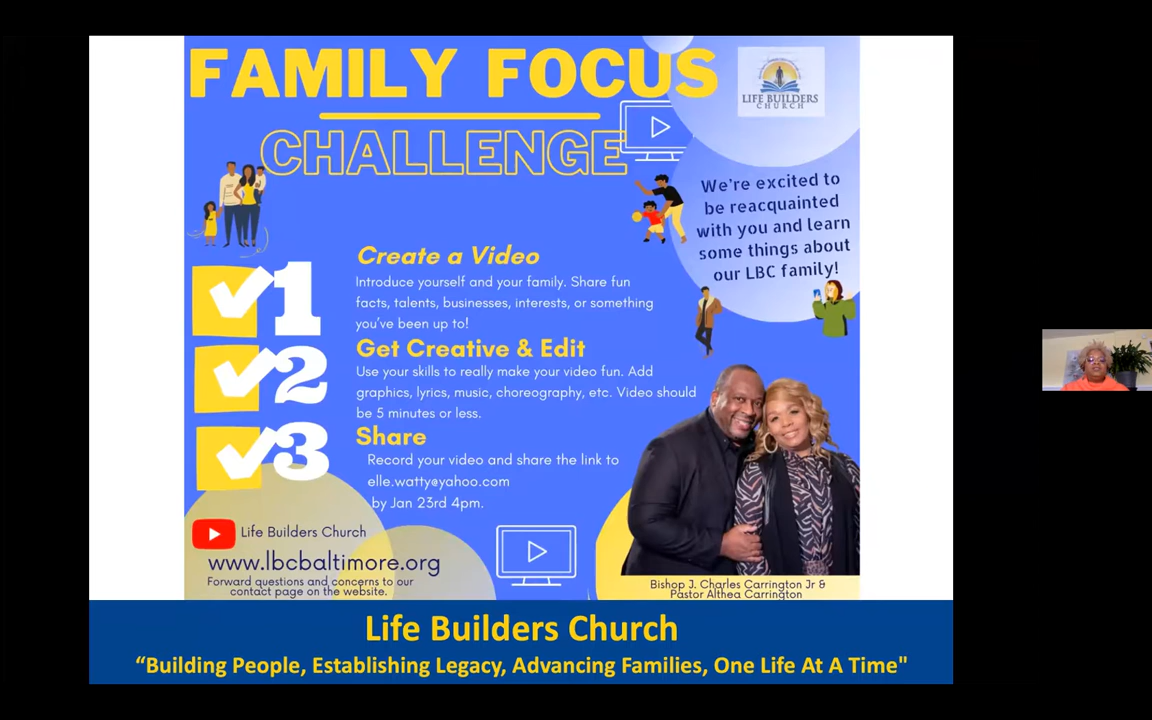 FAMILY FOCUS
CHALLENGE
LIFE BUILDERS
CHURCH
We're excited to
be reacquainted
with you and learn
some things about
our LBC family!
1
Create a Video
Introduce yourself and your family. Share fun
facts, talents, businesses, interests, or something
you've been up to!
2
Get Creative & Edit
Use your skills to really make your video fun. Add
graphics, lyrics, music, choreography, etc. Video should
be 5 minutes or less.
3
Share
Record your video and share the link to
elle.watty@yahoo.com
by Jan 23rd 4pm.
Life Builders Church
www.lbcbaltimore.org
Forward questions and concerns to our
contact page on the website.
Bishop J. Charles Carrington Jr &
Pastor Althea Carrington
Life Builders Church
“Building People, Establishing Legacy, Advancing Families, One Life At A Time"